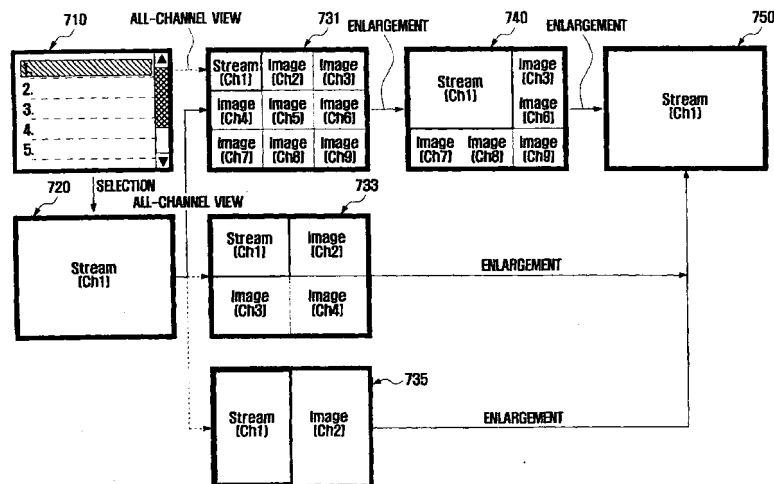 710
ALL-CHANNEL VIEW
731
ENLARGEMENT
740
ENLARGEMENT
750
1.
2.
3.
4.
5.
Stream
[Ch1]
Image
[Ch2]
Image
[Ch3]
Image
[Ch4]
Image
[Ch5]
Image
[Ch6]
Image
[Ch7]
Image
[Ch8]
Image
[Ch9]
Stream
[Ch1]
Image
[Ch3]
Image
[Ch6]
Image
[Ch7]
Image
[Ch8]
Image
[Ch9]
Stream
[Ch1]
SELECTION
720
ALL-CHANNEL VIEW
733
Stream
[Ch1]
Stream
[Ch1]
Image
[Ch2]
Image
[Ch3]
Image
[Ch4]
ENLARGEMENT
735
Stream
[Ch1]
Image
[Ch2]
ENLARGEMENT